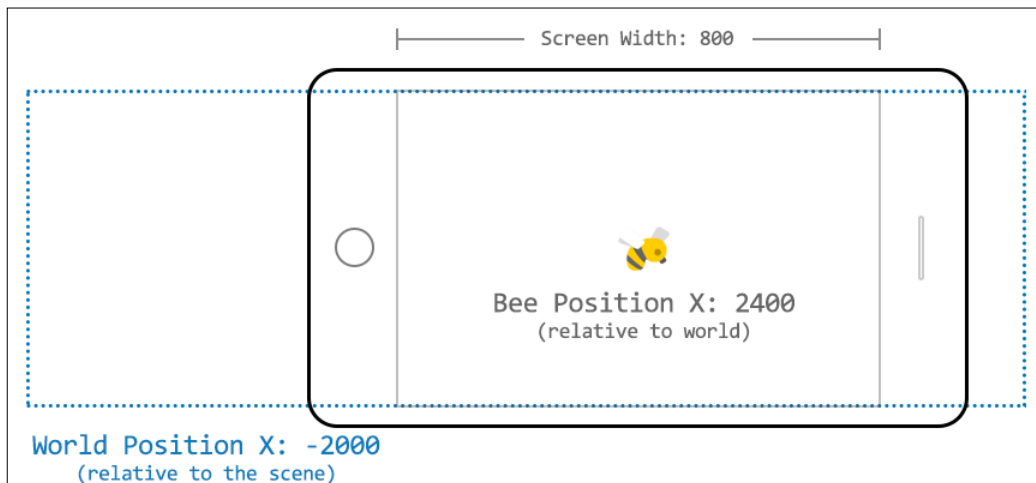 Screen Width: 800
Bee Position X: 2400
(relative to world)
World Position X: -2000
(relative to the scene)